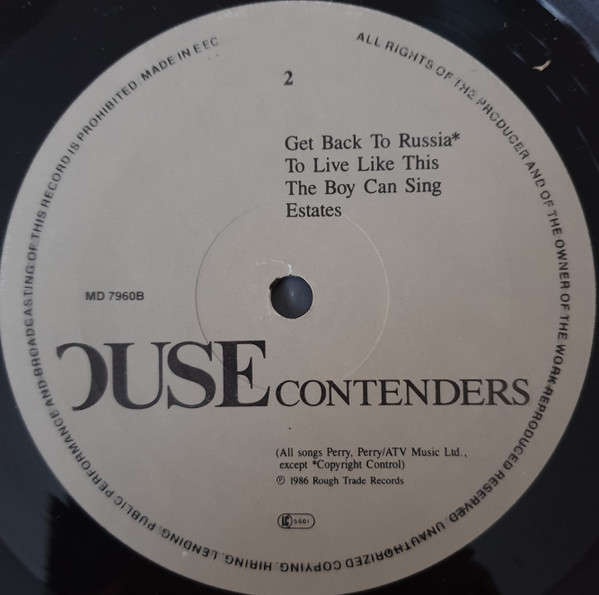 ALL RIGHTS OF THE PRODUCER AND OF THE OWNER OF THE WORK REPRODUCED RESERVED. UNAUTHORIZED COPYING, HIRING, LENDING, PUBLIC PERFORMANCE AND BROADCASTING OF THIS RECORD IS PROHIBITED. MADE IN EEC
2
Get Back To Russia*
To Live Like This
The Boy Can Sing
Estates
MD 7960B
OUSE CONTENDERS
(All songs Perry, Perry/ATV Music Ltd.,
except *Copyright Control)
℗ 1986 Rough Trade Records
LC 5661